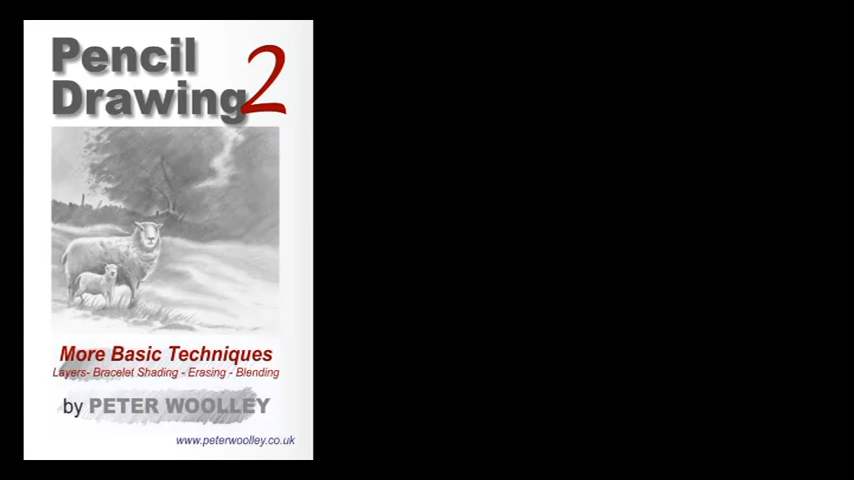 Pencil
Drawing2
More Basic Techniques
Layers- Bracelet Shading - Erasing - Blending
by PETER WOOLLEY
www.peterwoolley.co.uk